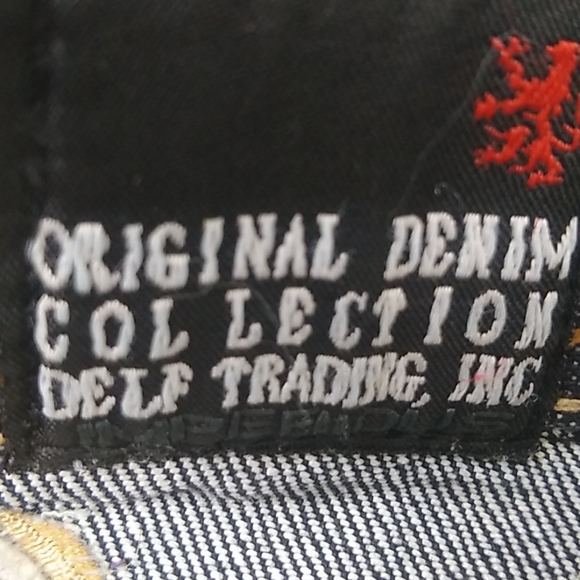 ORIGINAL DENIM
COLLECTION
DELF TRADING, INC